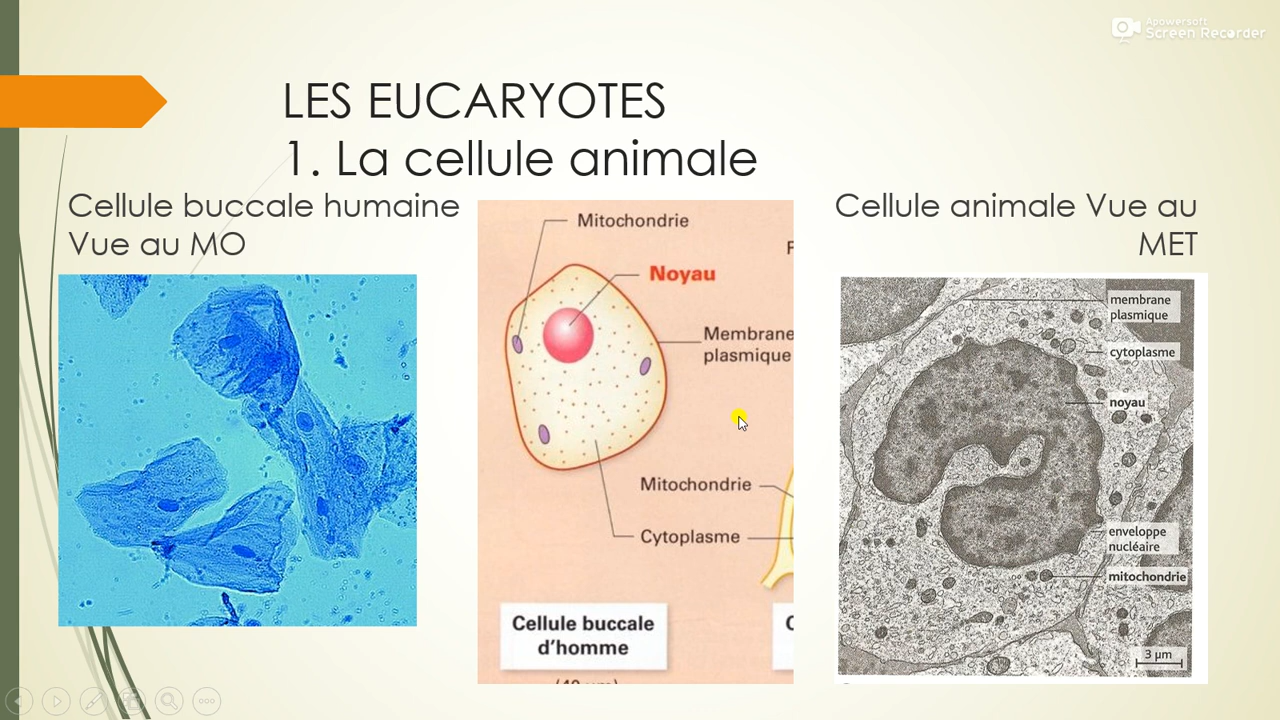 Apowersoft
Screen Recorder
LES EUCARYOTES
1. La cellule animale
Cellule buccale humaine
Vue au MO
Mitochondrie
Noyau
Membrane
plasmique
Mitochondrie
Cytoplasme
Cellule buccale
d'homme
Cellule animale Vue au
MET
membrane
plasmique
cytoplasme
noyau
enveloppe
nucléaire
mitochondrie
3 µm